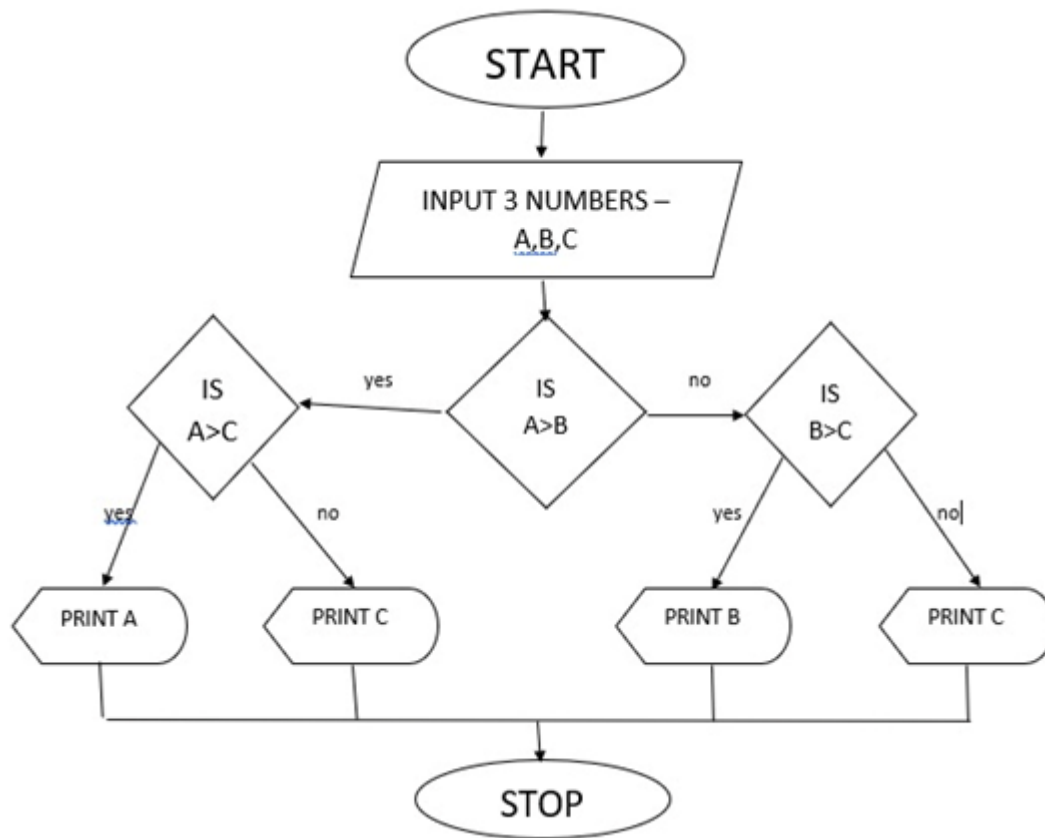 START
INPUT 3 NUMBERS –
A,B,C
yes
no
IS
A>C
IS
A>B
IS
B>C
yes
no
yes
no
PRINT A
PRINT C
PRINT B
PRINT C
STOP